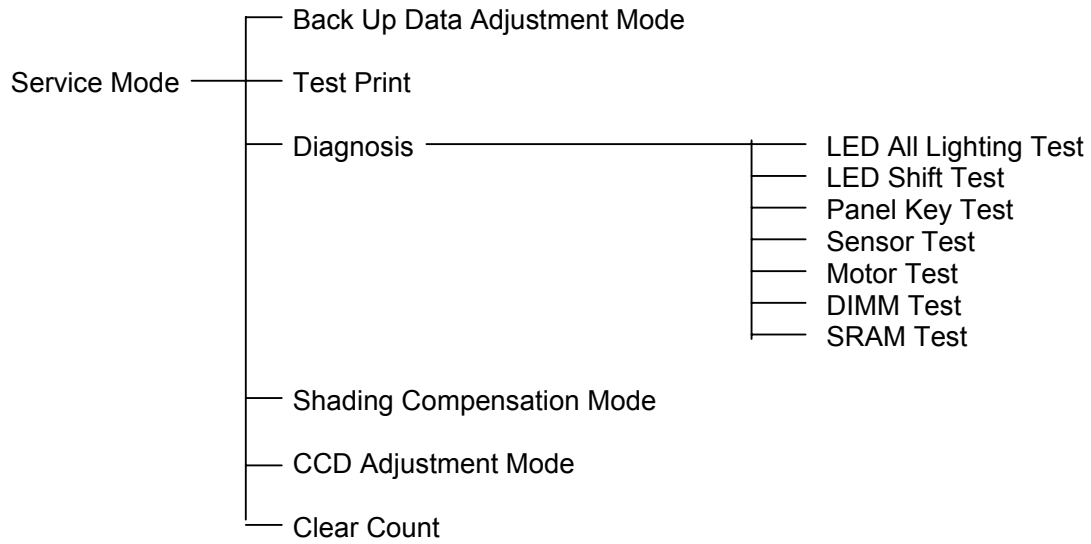 Back Up Data Adjustment Mode
Service Mode
Test Print
Diagnosis
LED All Lighting Test
LED Shift Test
Panel Key Test
Sensor Test
Motor Test
DIMM Test
SRAM Test
Shading Compensation Mode
CCD Adjustment Mode
Clear Count